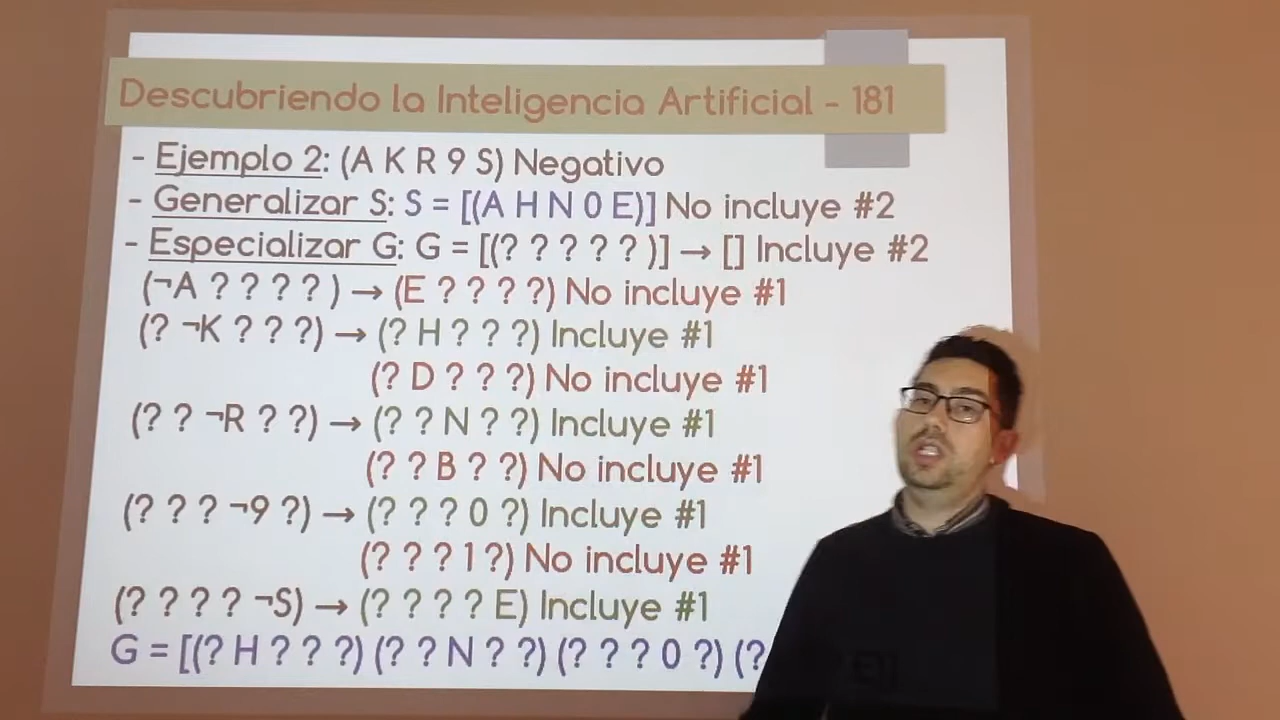 Descubriendo la Inteligencia Artificial - 181
- Ejemplo 2: (A K R 9 S) Negativo
- Generalizar S: S = [(A H N 0 E)] No incluye #2
- Especializar G: G = [(? ? ? ? ? )] → [] Incluye #2
(¬A ? ? ? ? ) → (E ? ? ? ?) No incluye #1
(? ¬K ? ? ?) → (? H ? ? ?) Incluye #1
(? D ? ? ?) No incluye #1
(? ? ¬R ? ?) → (? ? N ? ?) Incluye #1
(? ? B ? ?) No incluye #1
(? ? ? ¬9 ?) → (? ? ? 0 ?) Incluye #1
(? ? ? 1 ?) No incluye #1
(? ? ? ? ¬S) → (? ? ? ? E) Incluye #1
G = [(? H ? ? ?) (? ? N ? ?) (? ? ? 0 ?) (? E)]